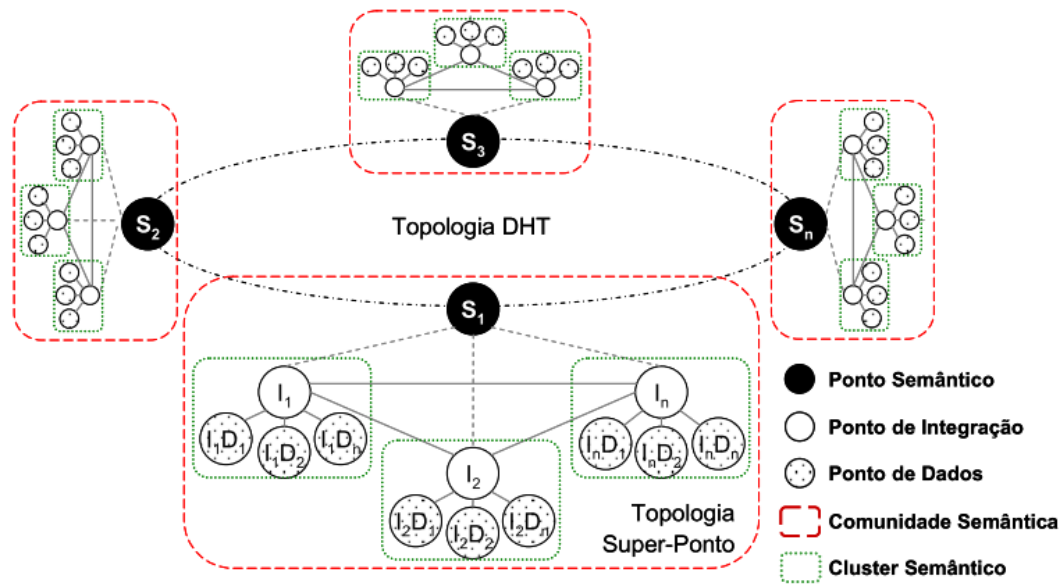 S3
S2
Topologia DHT
Sn
S1
I1
In
I1D1
I1D2
I1Dn
InD1
InD2
InDn
I2
I2D1
I2D2
I2Dn
Topologia
Super-Ponto
Ponto Semântico
Ponto de Integração
Ponto de Dados
Comunidade Semântica
Cluster Semântico